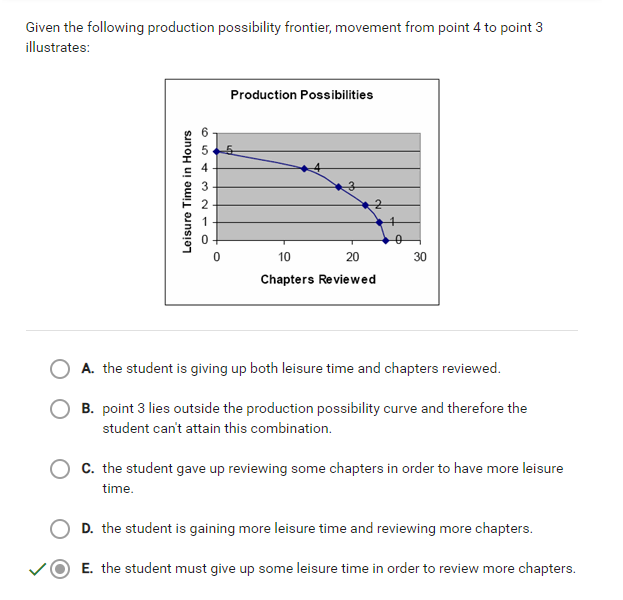 Given the following production possibility frontier, movement from point 4 to point 3
illustrates:
Production Possibilities
Leisure Time in Hours
6
5
4
3
2
1
0
5
4
3
2
1
0
0 10 20 30
Chapters Reviewed
A. the student is giving up both leisure time and chapters reviewed.
B. point 3 lies outside the production possibility curve and therefore the
student can't attain this combination.
C. the student gave up reviewing some chapters in order to have more leisure
time.
D. the student is gaining more leisure time and reviewing more chapters.
E. the student must give up some leisure time in order to review more chapters.